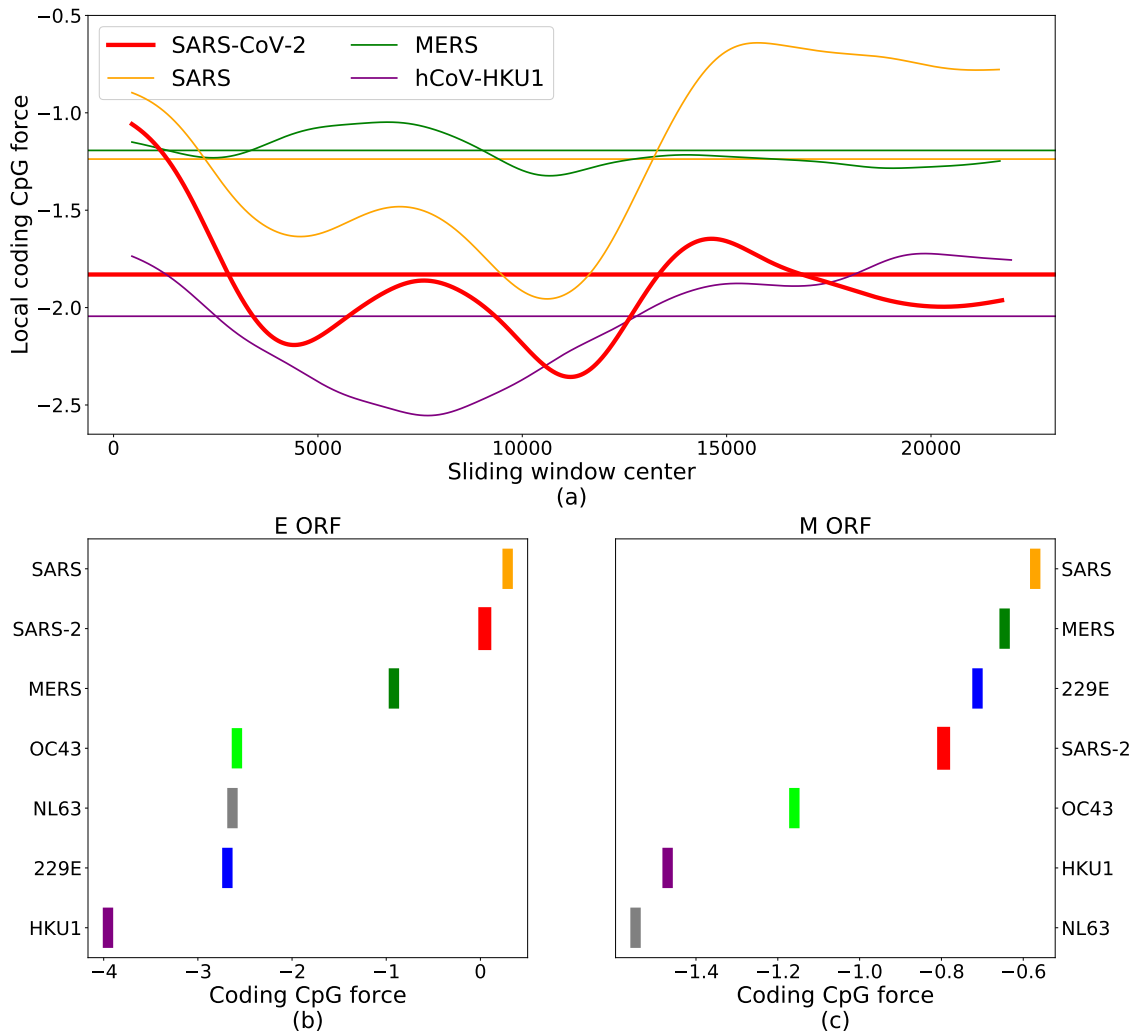 −0.5
−1.0
−1.5
−2.0
−2.5
Local coding CpG force
SARS-CoV-2
SARS
MERS
hCoV-HKU1
0 5000 10000 15000 20000
Sliding window center
(a)
E ORF
SARS
SARS-2
MERS
OC43
NL63
229E
HKU1
−4 −3 −2 −1 0
Coding CpG force
(b)
M ORF
SARS
MERS
229E
SARS-2
OC43
HKU1
NL63
−1.4 −1.2 −1.0 −0.8 −0.6
Coding CpG force
(c)